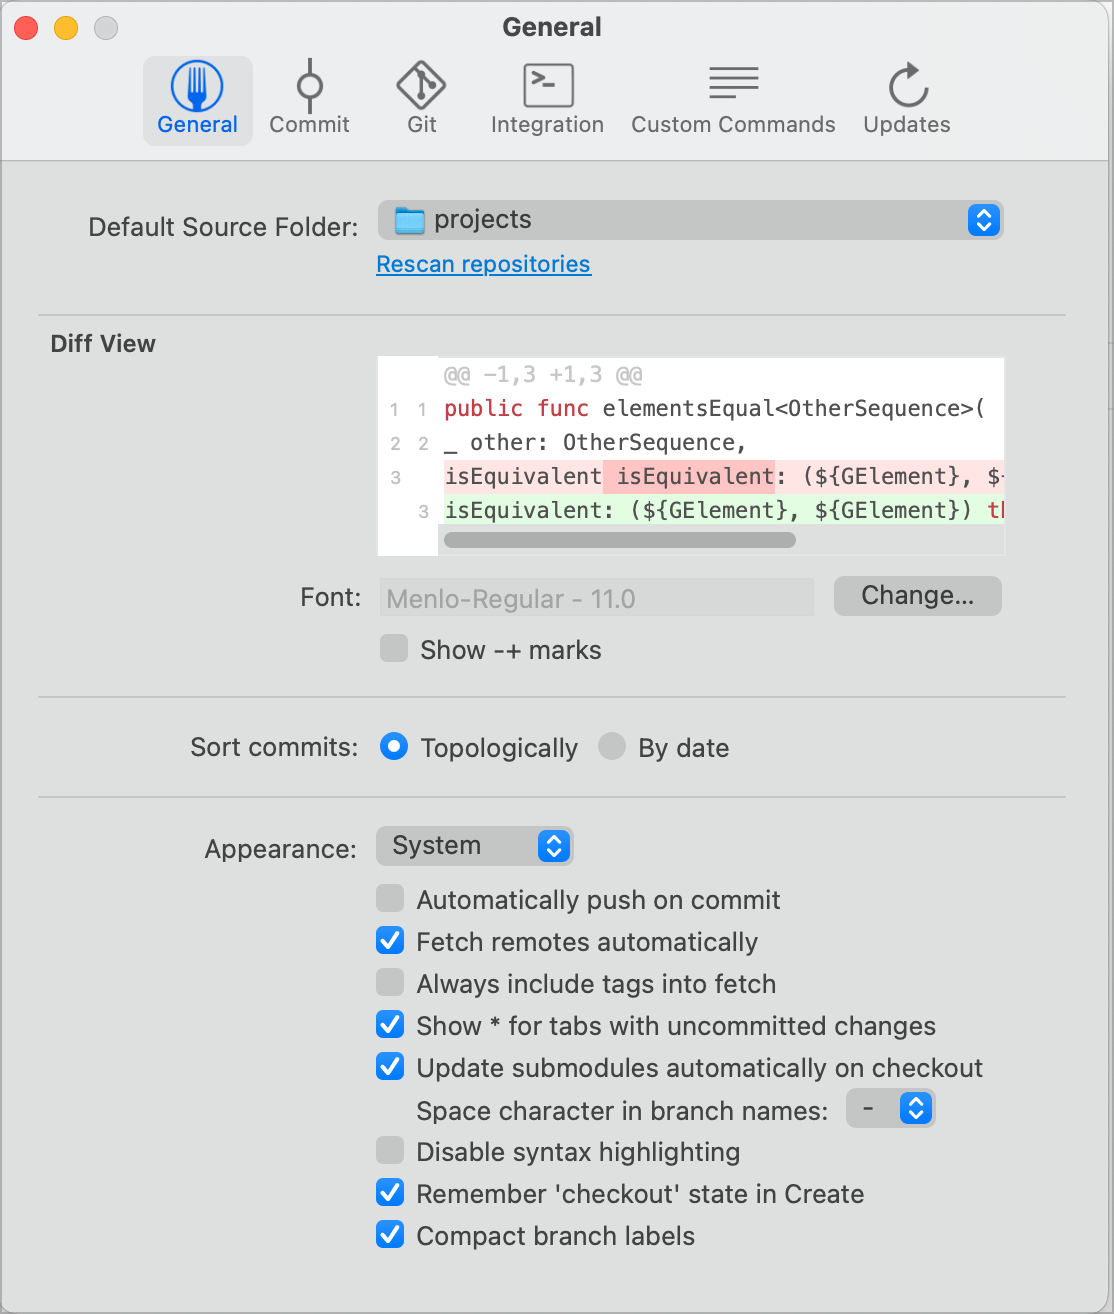 General
General Commit Git Integration Custom Commands Updates
Default Source Folder: projects
Rescan repositories
Diff View
@@ -1,3 +1,3 @@
1 1 public func elementsEqual<OtherSequence>(
2 2 _ other: OtherSequence,
3 isEquivalent isEquivalent: (${GElement}, $
3 isEquivalent: (${GElement}, ${GElement}) t
Font: Menlo-Regular - 11.0 Change...
Show -+ marks
Sort commits: Topologically By date
Appearance: System
Automatically push on commit
Fetch remotes automatically
Always include tags into fetch
Show * for tabs with uncommitted changes
Update submodules automatically on checkout
Space character in branch names: -
Disable syntax highlighting
Remember 'checkout' state in Create
Compact branch labels